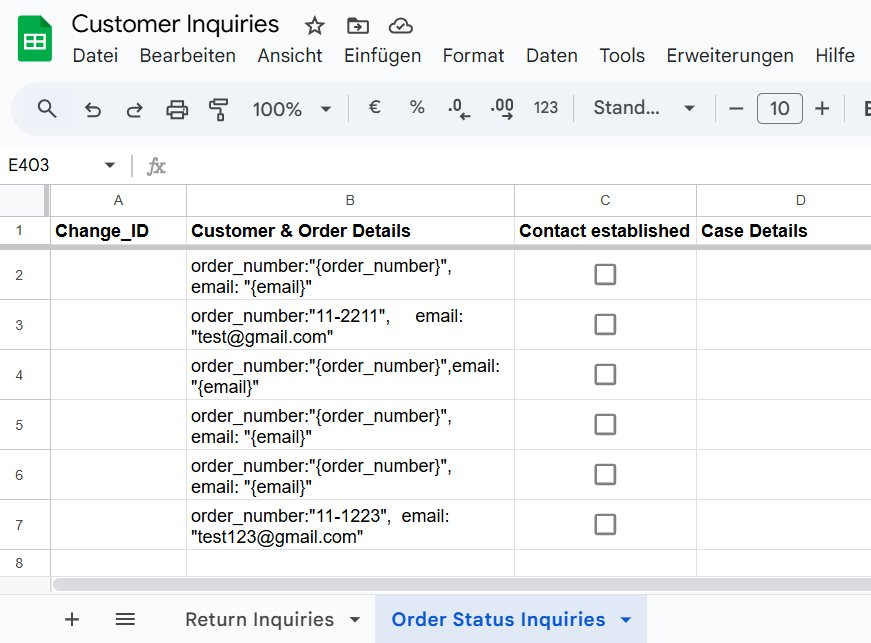 Customer Inquiries
Datei Bearbeiten Ansicht Einfügen Format Daten Tools Erweiterungen Hilfe
100% € % .0 .00 123 Stand... − 10 +
E403 fx
A B C D
1 Change_ID Customer & Order Details Contact established Case Details
2 order_number:"{order_number}",
email: "{email}"
3 order_number:"11-2211", email:
"test@gmail.com"
4 order_number:"{order_number}",email:
"{email}"
5 order_number:"{order_number}",
email: "{email}"
6 order_number:"{order_number}",
email: "{email}"
7 order_number:"11-1223", email:
"test123@gmail.com"
8
+ Return Inquiries Order Status Inquiries